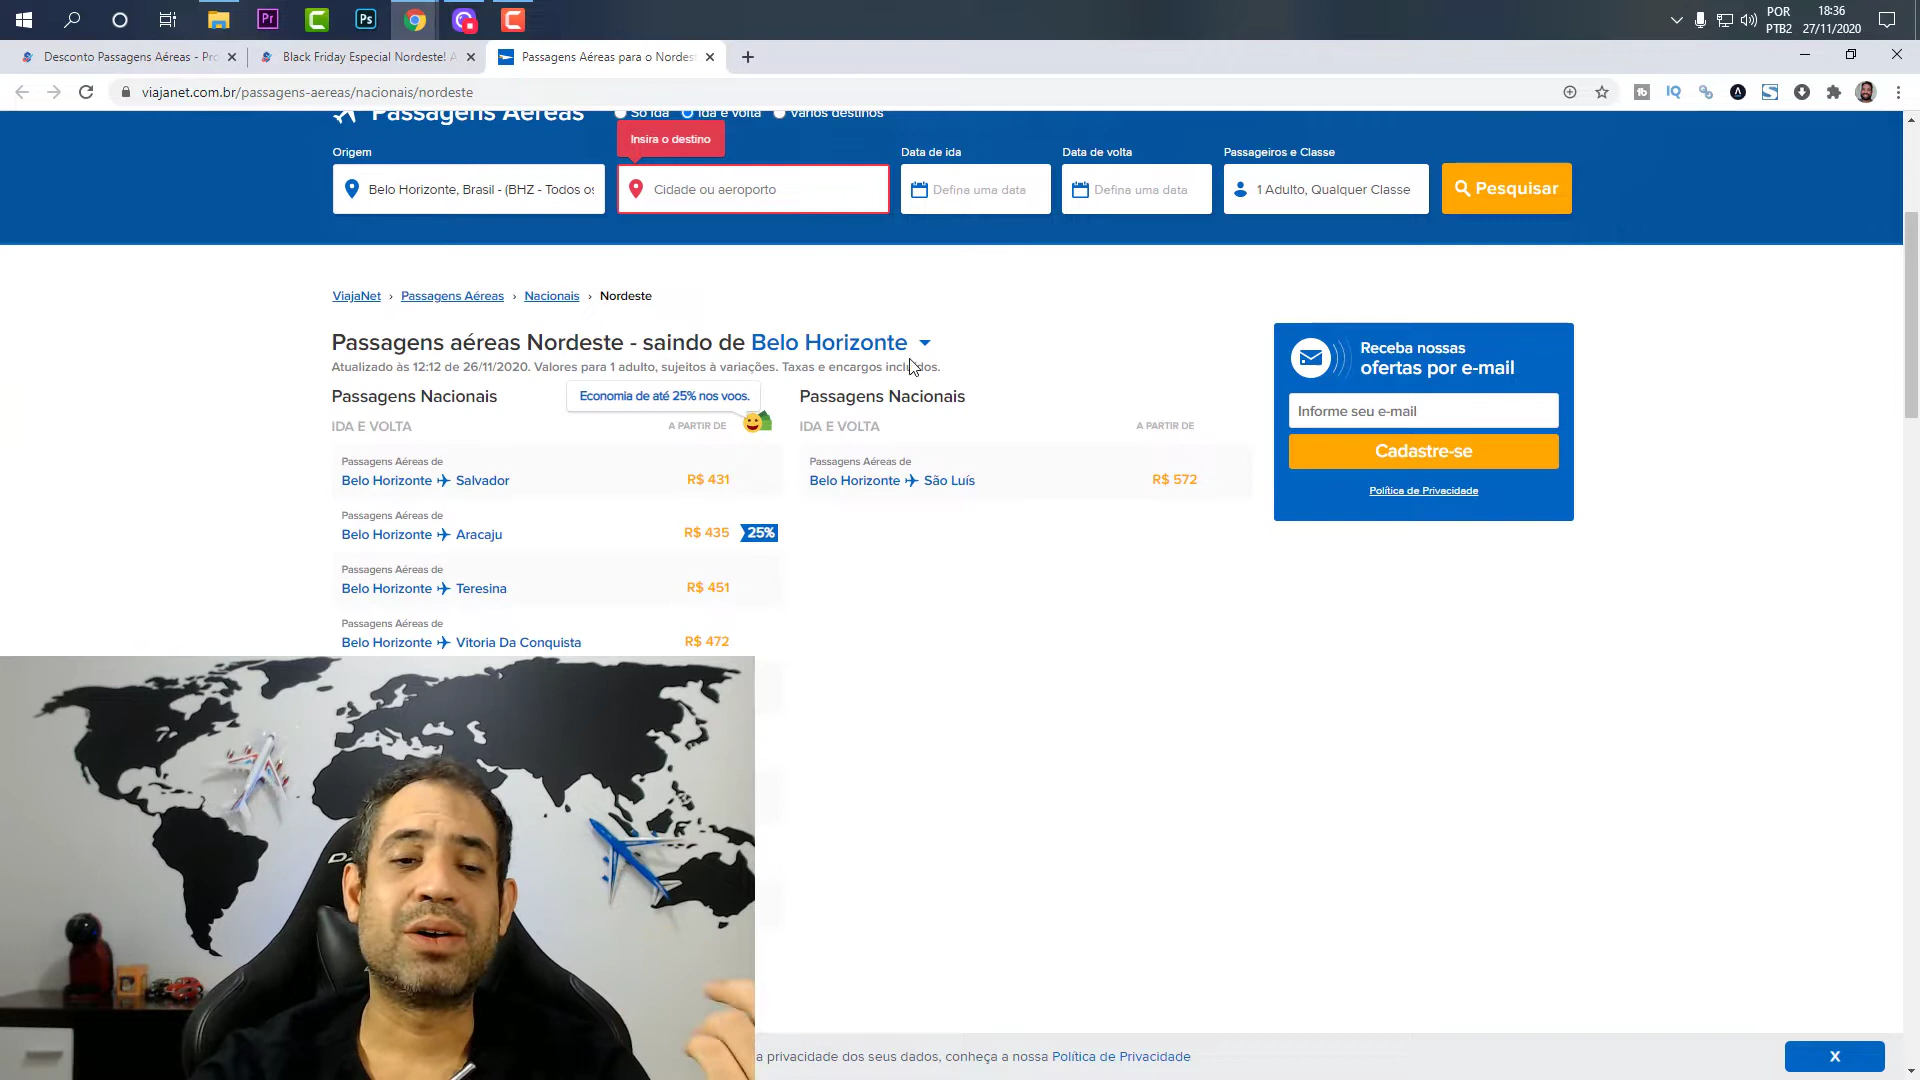 POR
PTB2
18:36
27/11/2020
Desconto Passagens Aéreas - Pro
Black Friday Especial Nordeste! A
Passagens Aéreas para o Nordest
viajanet.com.br/passagens-aereas/nacionais/nordeste
Passagens Aéreas
Só ida
Ida e volta
Vários destinos
Insira o destino
Origem
Data de ida
Data de volta
Passageiros e Classe
Belo Horizonte, Brasil - (BHZ - Todos os
Cidade ou aeroporto
Defina uma data
Defina uma data
1 Adulto, Qualquer Classe
Pesquisar
ViajaNet › Passagens Aéreas › Nacionais › Nordeste
Passagens aéreas Nordeste - saindo de Belo Horizonte
Atualizado às 12:12 de 26/11/2020. Valores para 1 adulto, sujeitos à variações. Taxas e encargos incluídos.
Passagens Nacionais
Economia de até 25% nos voos.
IDA E VOLTA
A PARTIR DE
Passagens Aéreas de
Belo Horizonte Salvador
R$ 431
Passagens Aéreas de
Belo Horizonte Aracaju
R$ 435
25%
Passagens Aéreas de
Belo Horizonte Teresina
R$ 451
Passagens Aéreas de
Belo Horizonte Vitoria Da Conquista
R$ 472
Passagens Nacionais
IDA E VOLTA
A PARTIR DE
Passagens Aéreas de
Belo Horizonte São Luís
R$ 572
Receba nossas
ofertas por e-mail
Informe seu e-mail
Cadastre-se
Política de Privacidade
a privacidade dos seus dados, conheça a nossa Política de Privacidade
X